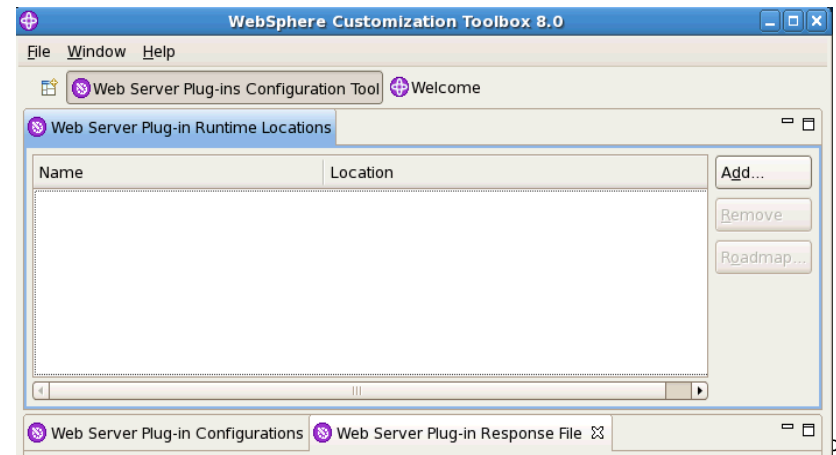 WebSphere Customization Toolbox 8.0
File Window Help
Web Server Plug-ins Configuration Tool Welcome
Web Server Plug-in Runtime Locations
Name Location Add...
Remove
Roadmap...
Web Server Plug-in Configurations Web Server Plug-in Response File